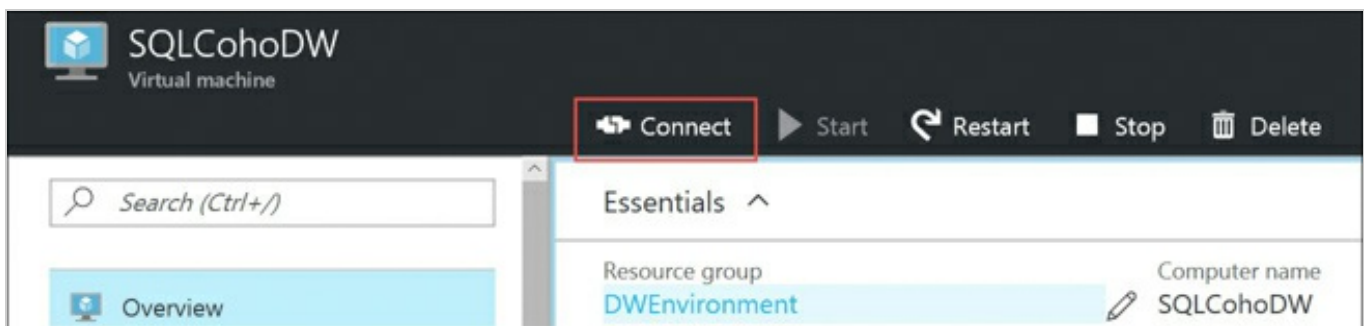 SQLCohoDW
Virtual machine
Connect Start Restart Stop Delete
Search (Ctrl+/)
Essentials
Overview
Resource group
DWEnvironment
Computer name
SQLCohoDW